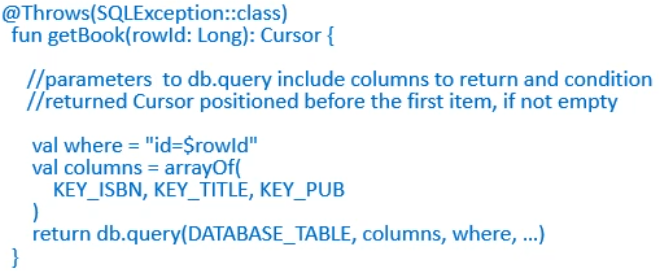 @Throws(SQLException::class)
fun getBook(rowId: Long): Cursor {
//parameters to db.query include columns to return and condition
//returned Cursor positioned before the first item, if not empty
val where = "id=$rowId"
val columns = arrayOf(
KEY_ISBN, KEY_TITLE, KEY_PUB
)
return db.query(DATABASE_TABLE, columns, where, ...)
}